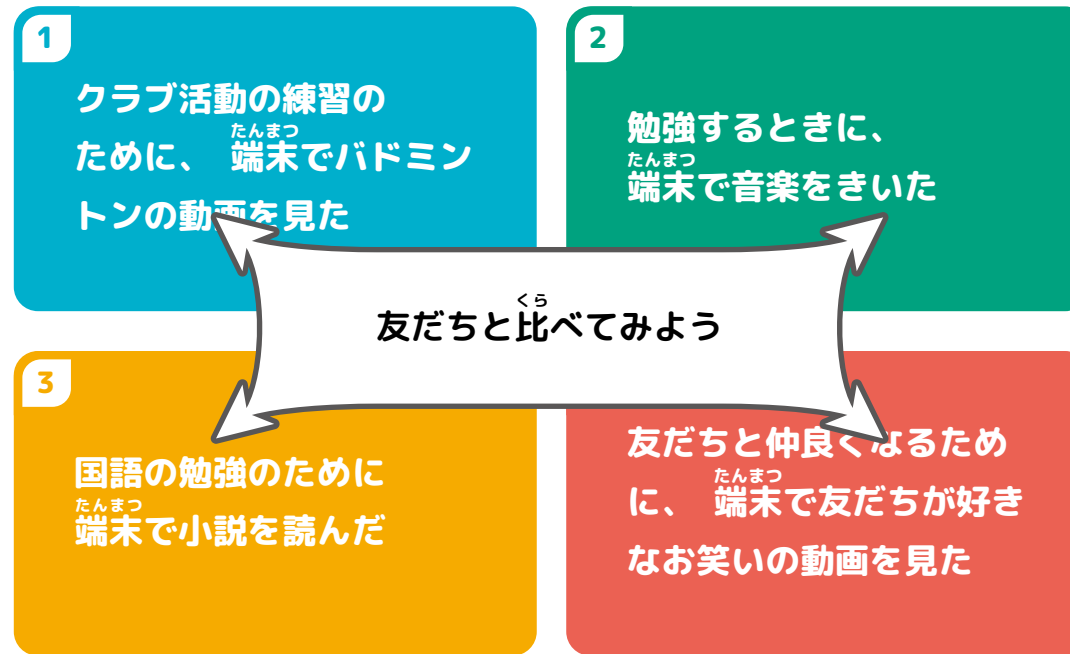 1
クラブ活動の練習の
たんまつ
ために、 端末でバドミン
トンの動画を見た
2
勉強するときに、
たんまつ
端末で音楽をきいた
くら
友だちと比べてみよう
3
国語の勉強のために
たんまつ
端末で小説を読んだ
友だちと仲良くなるため
たんまつ
に、 端末で友だちが好き
なお笑いの動画を見た